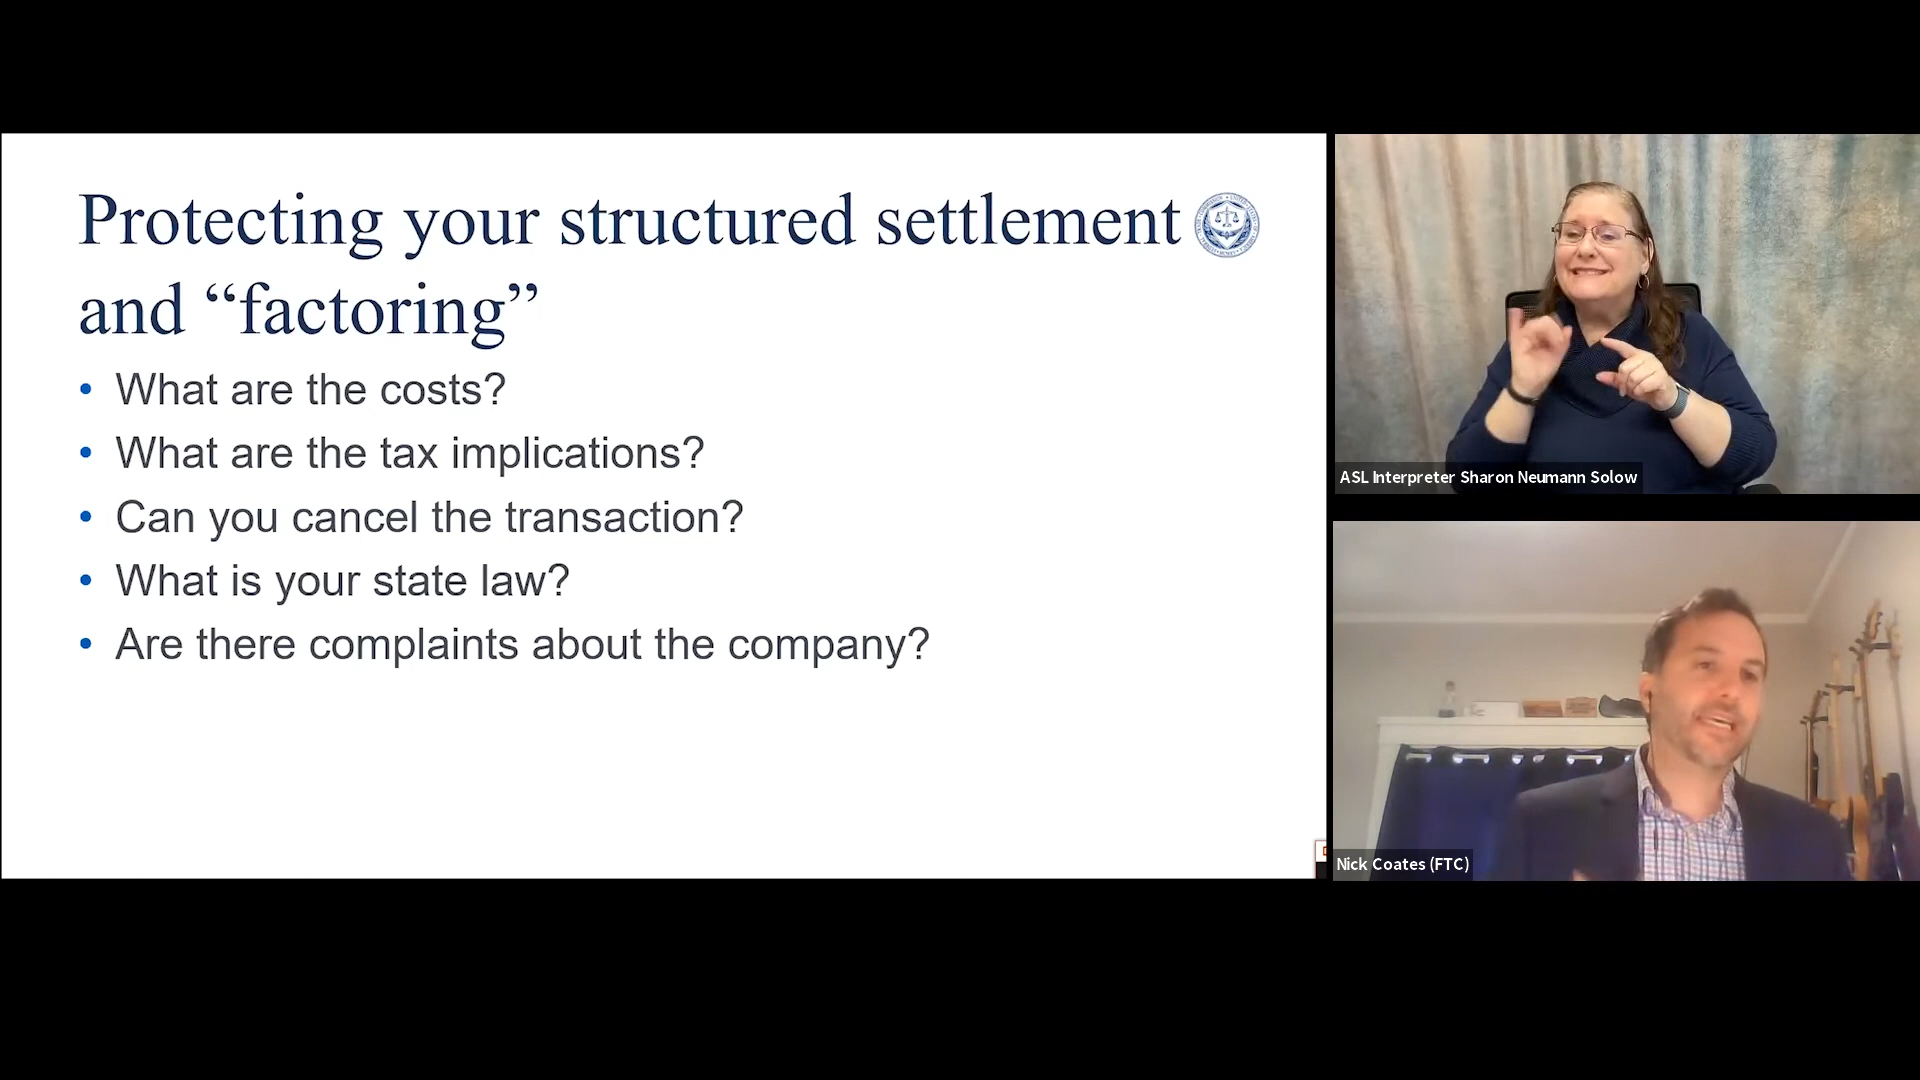 Protecting your structured settlement
and “factoring”
• What are the costs?
• What are the tax implications?
• Can you cancel the transaction?
• What is your state law?
• Are there complaints about the company?
ASL Interpreter Sharon Neumann Solow
Nick Coates (FTC)